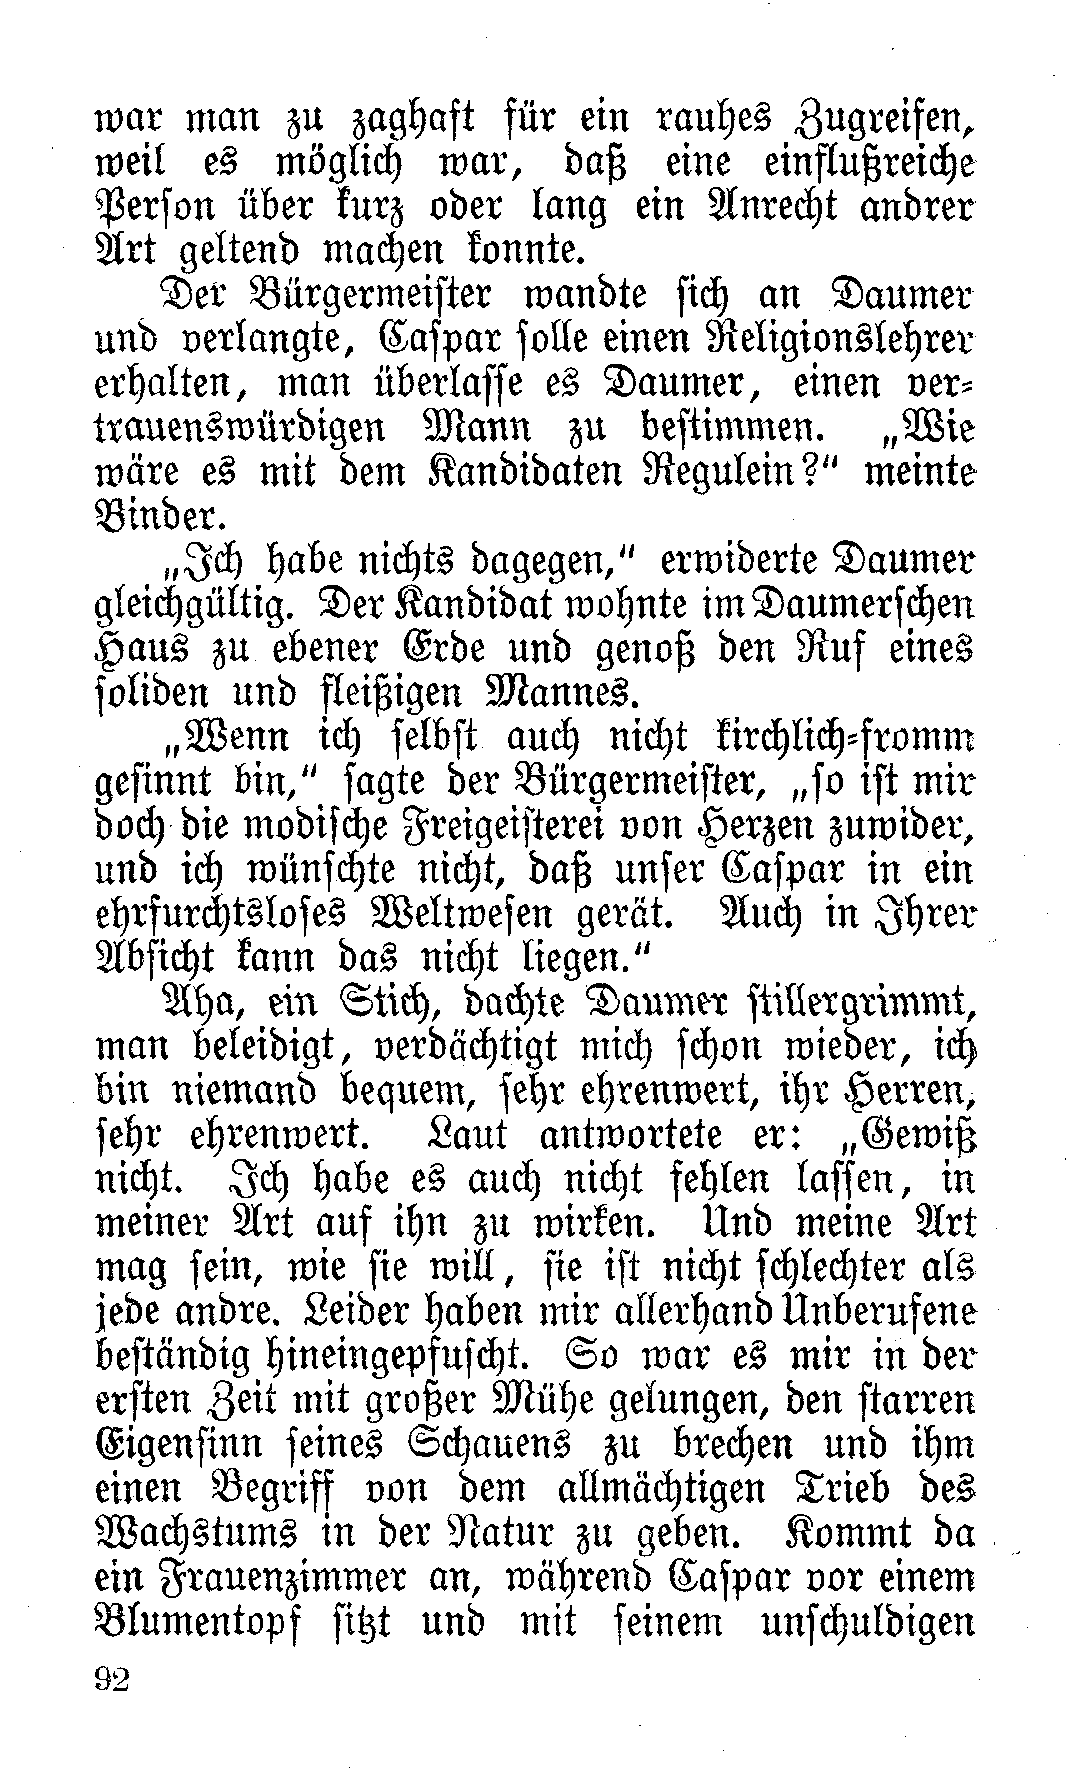 war man zu zaghaft für ein rauhes Zugreifen,
weil es möglich war, daß eine einflußreiche
Person über kurz oder lang ein Anrecht andrer
Art geltend machen konnte.
Der Bürgermeister wandte sich an Daumer
und verlangte, Caspar solle einen Religionslehrer
erhalten, man überlasse es Daumer, einen ver-
trauenswürdigen Mann zu bestimmen. „Wie
wäre es mit dem Kandidaten Regulein?“ meinte
Binder.
„Ich habe nichts dagegen,“ erwiderte Daumer
gleichgültig. Der Kandidat wohnte im Daumerschen
Haus zu ebener Erde und genoß den Ruf eines
soliden und fleißigen Mannes.
„Wenn ich selbst auch nicht kirchlich-fromm
gesinnt bin,“ sagte der Bürgermeister, „so ist mir
doch die modische Freigeisterei von Herzen zuwider,
und ich wünschte nicht, daß unser Caspar in ein
ehrfurchtsloses Weltwesen gerät. Auch in Ihrer
Absicht kann das nicht liegen.“
Aha, ein Stich, dachte Daumer stillergrimmt,
man beleidigt, verdächtigt mich schon wieder, ich
bin niemand bequem, sehr ehrenwert, ihr Herren,
sehr ehrenwert. Laut antwortete er: „Gewiß
nicht. Ich habe es auch nicht fehlen lassen, in
meiner Art auf ihn zu wirken. Und meine Art
mag sein, wie sie will, sie ist nicht schlechter als
jede andre. Leider haben mir allerhand Unberufene
beständig hineingepfuscht. So war es mir in der
ersten Zeit mit großer Mühe gelungen, den starren
Eigensinn seines Schauens zu brechen und ihm
einen Begriff von dem allmächtigen Trieb des
Wachstums in der Natur zu geben. Kommt da
ein Frauenzimmer an, während Caspar vor einem
Blumentopf sitzt und mit seinem unschuldigen
92